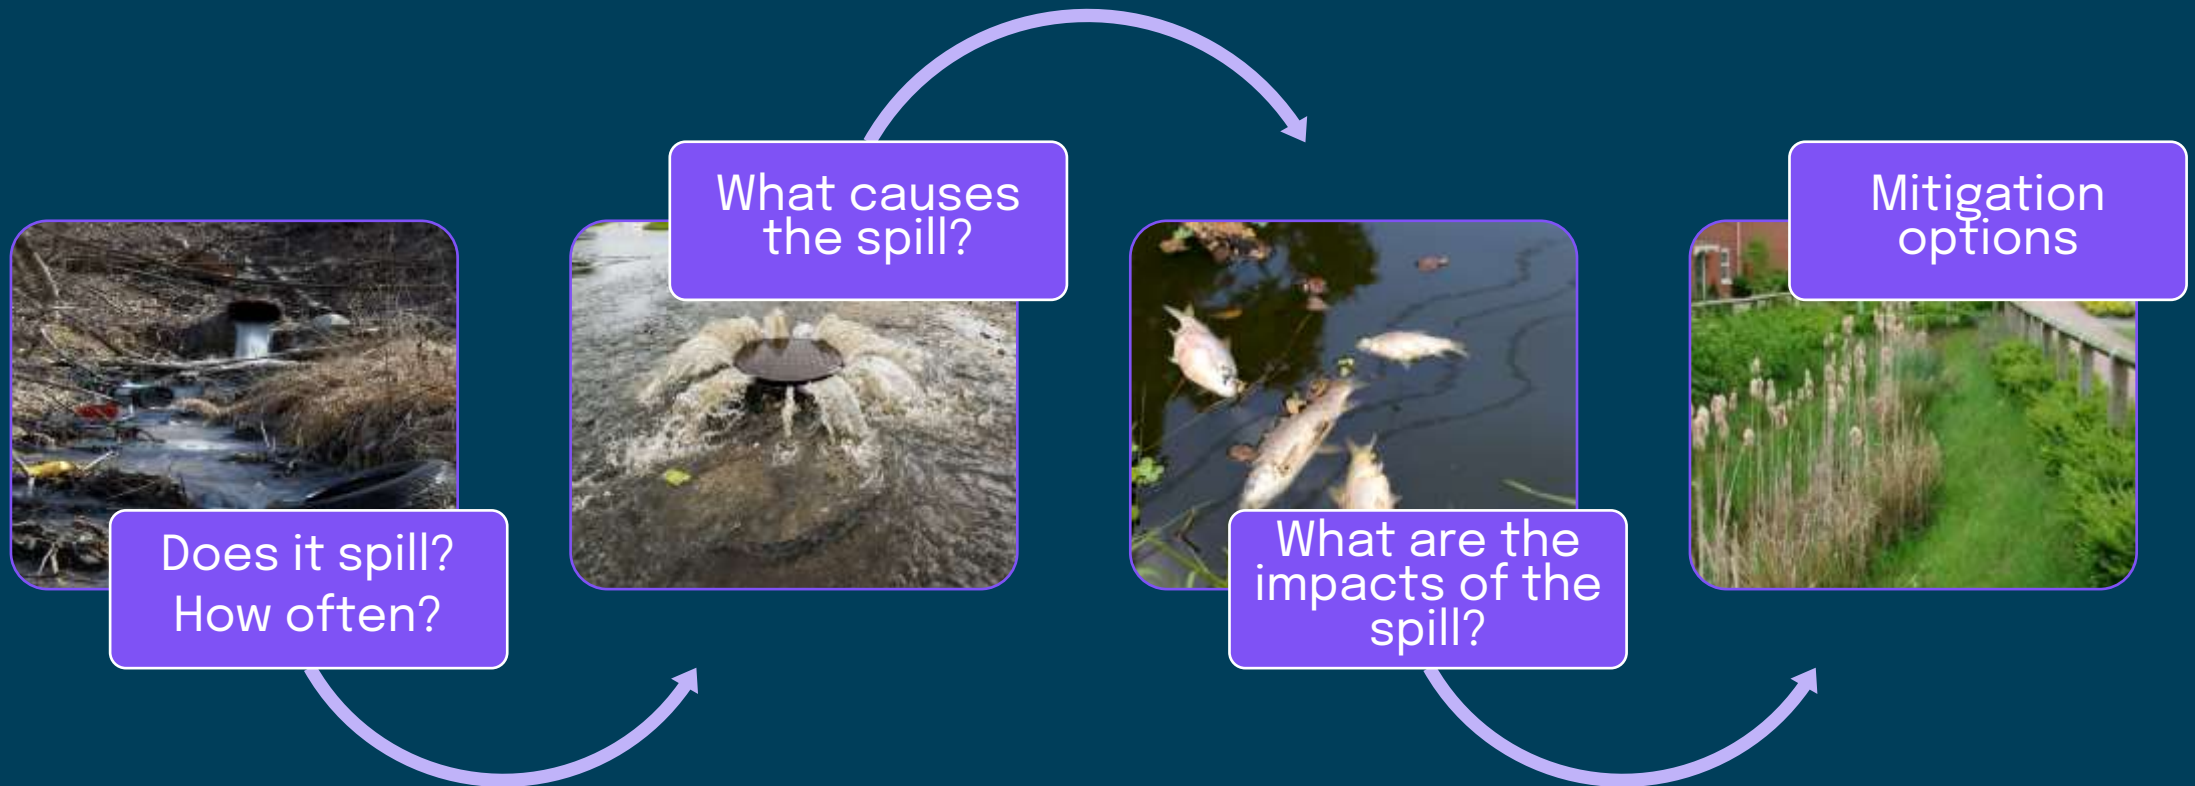 Does it spill?
How often?
What causes
the spill?
What are the
impacts of the
spill?
Mitigation
options